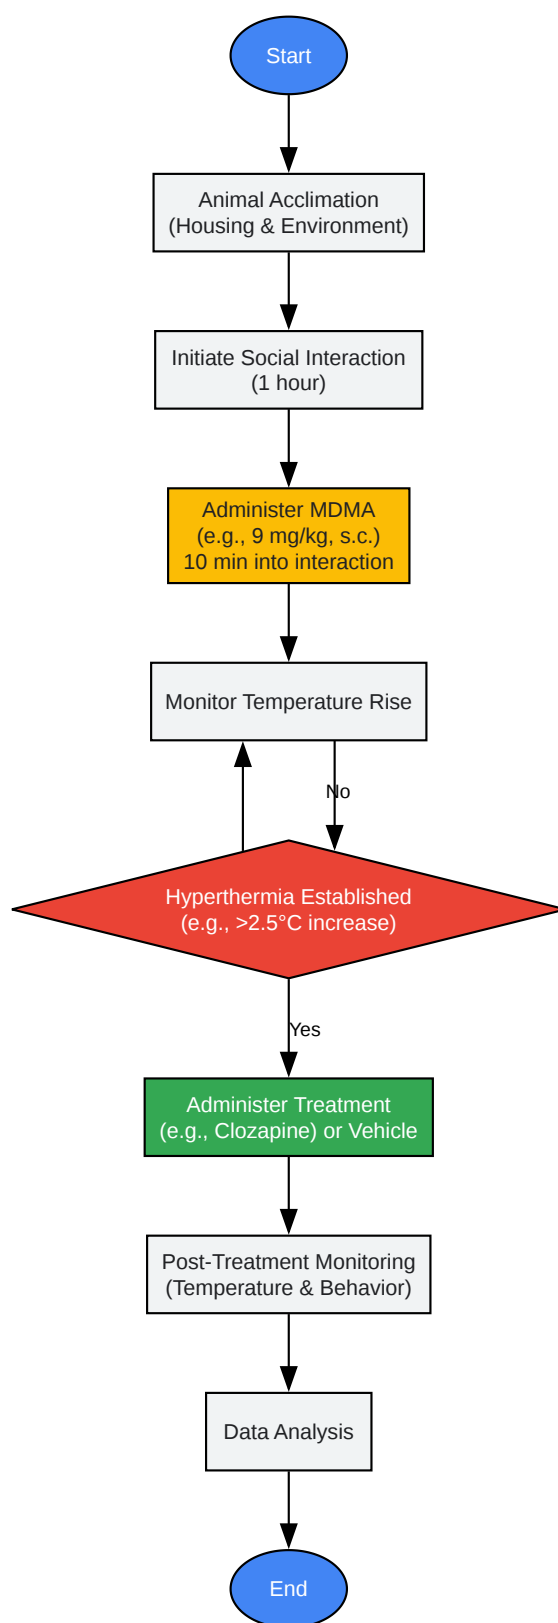 Start
Animal Acclimation
(Housing & Environment)
Initiate Social Interaction
(1 hour)
Administer MDMA
(e.g., 9 mg/kg, s.c.)
10 min into interaction
Monitor Temperature Rise
No
Hyperthermia Established
(e.g., >2.5°C increase)
Yes
Administer Treatment
(e.g., Clozapine) or Vehicle
Post-Treatment Monitoring
(Temperature & Behavior)
Data Analysis
End